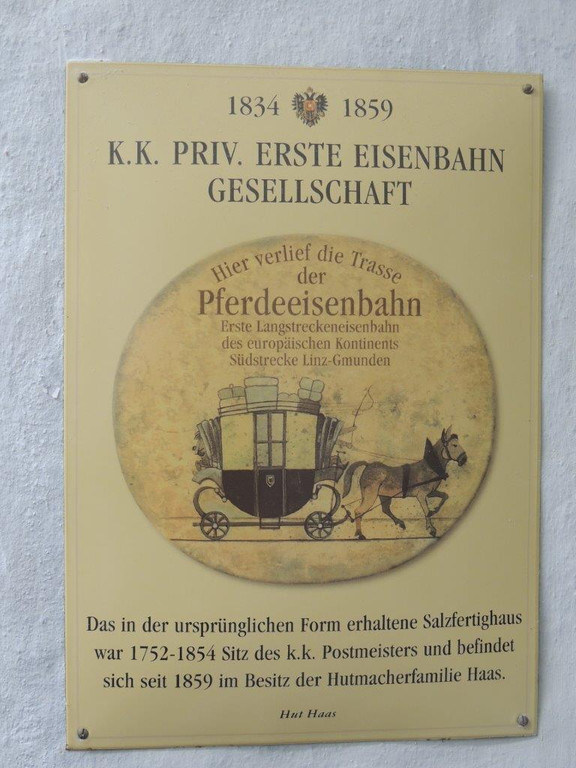 1834 1859
K.K. PRIV. ERSTE EISENBAHN
GESELLSCHAFT
Hier verlief die Trasse
der
Pferdeeisenbahn
Erste Langstreckeneisenbahn
des europäischen Kontinents
Südstrecke Linz-Gmunden
Das in der ursprünglichen Form erhaltene Salzfertighaus
war 1752-1854 Sitz des k.k. Postmeisters und befindet
sich seit 1859 im Besitz der Hutmacherfamilie Haas.
Hut Haas